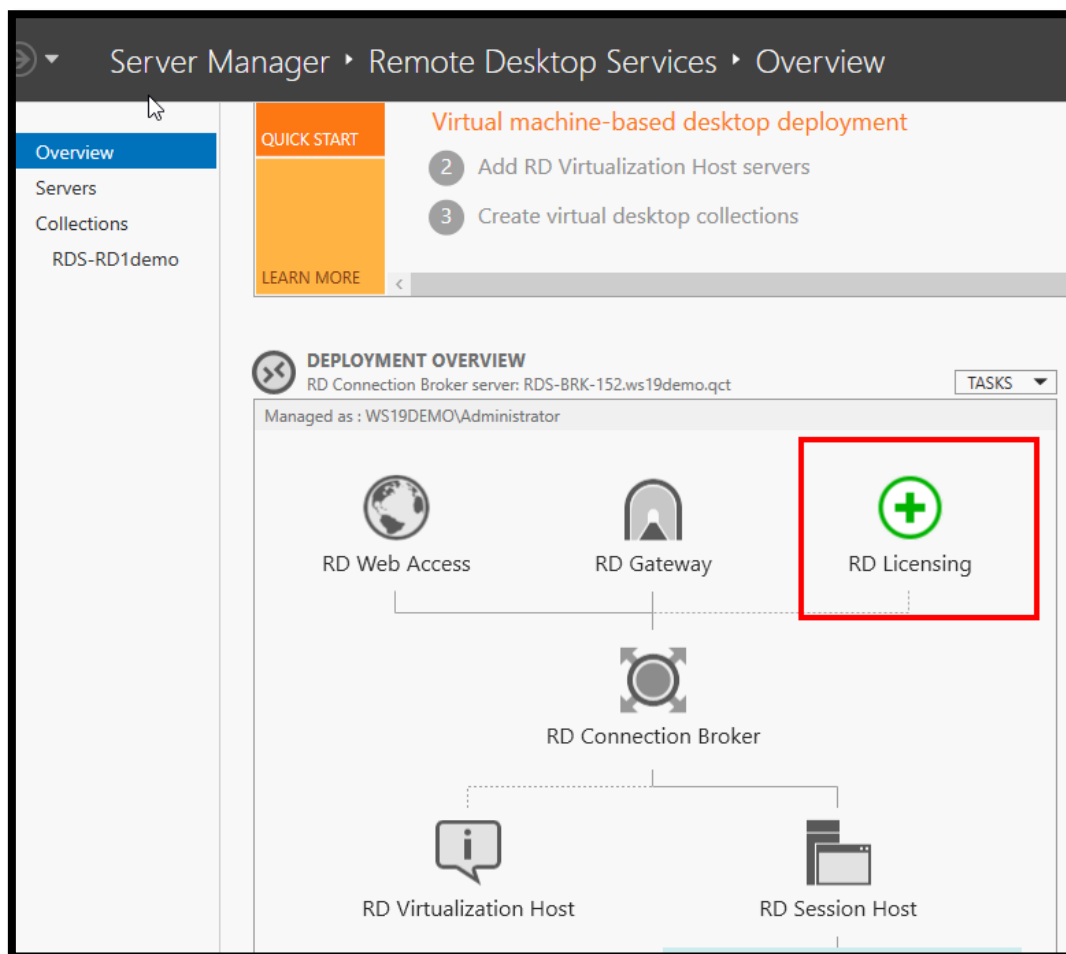 Server Manager ‣ Remote Desktop Services ‣ Overview
Overview
Servers
Collections
RDS-RD1demo
QUICK START
LEARN MORE
Virtual machine-based desktop deployment
2 Add RD Virtualization Host servers
3 Create virtual desktop collections
DEPLOYMENT OVERVIEW
RD Connection Broker server: RDS-BRK-152.ws19demo.qct
TASKS
Managed as : WS19DEMO\Administrator
RD Web Access
RD Gateway
RD Licensing
RD Connection Broker
RD Virtualization Host
RD Session Host